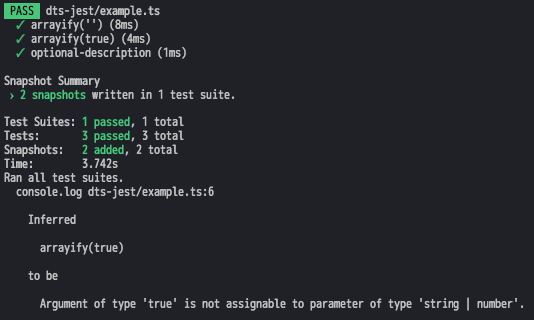 PASS dts-jest/example.ts
✓ arrayify('') (8ms)
✓ arrayify(true) (4ms)
✓ optional-description (1ms)
Snapshot Summary
› 2 snapshots written in 1 test suite.
Test Suites: 1 passed, 1 total
Tests: 3 passed, 3 total
Snapshots: 2 added, 2 total
Time: 3.742s
Ran all test suites.
console.log dts-jest/example.ts:6
Inferred
arrayify(true)
to be
Argument of type 'true' is not assignable to parameter of type 'string | number'.